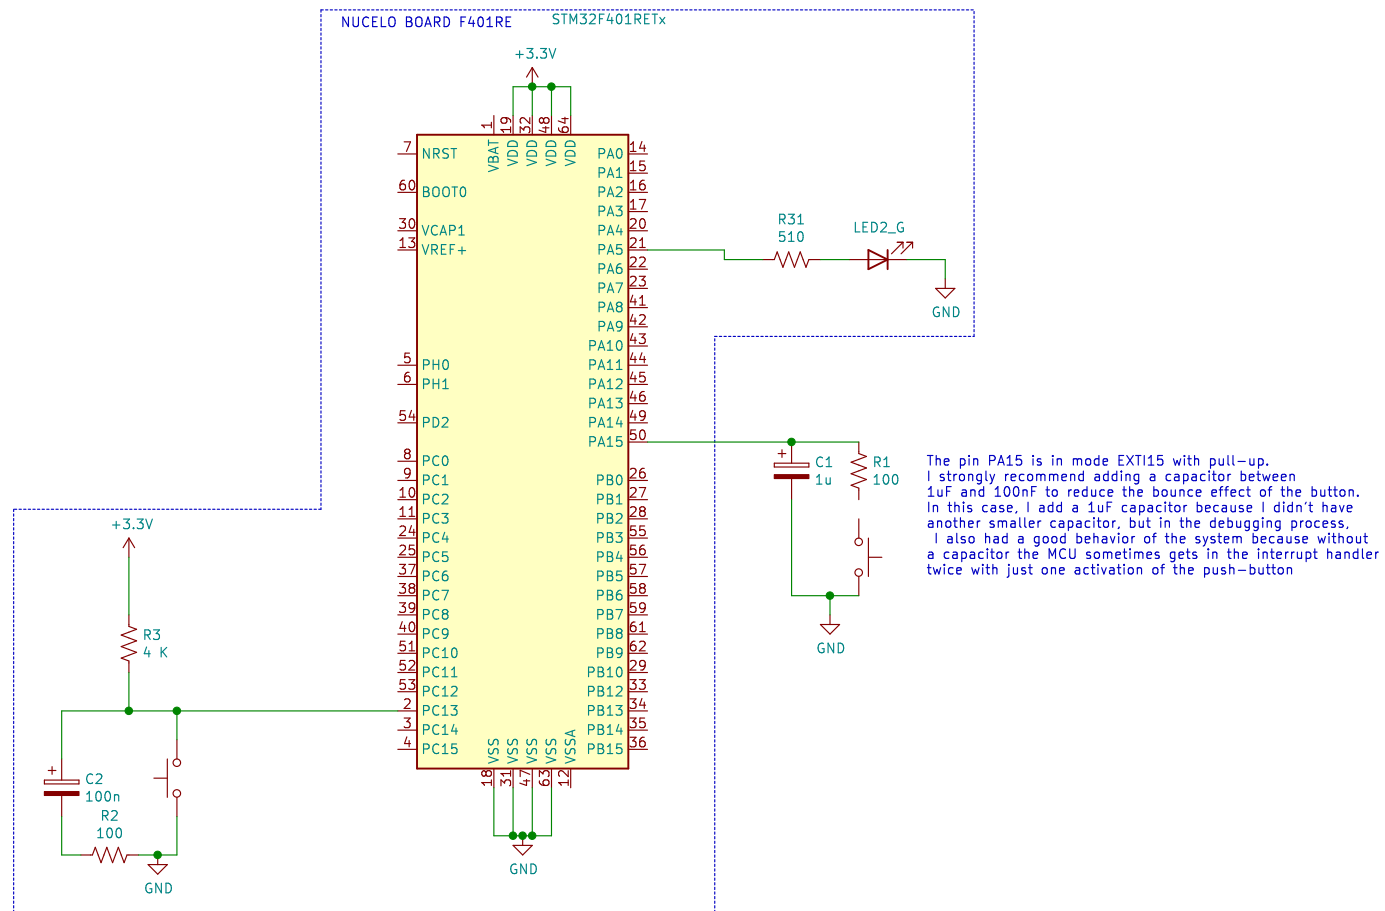 NUCELO BOARD F401RE
STM32F401RETx
+3.3V
1 19 32 48 64
VBAT VDD VDD VDD VDD
7 NRST
60 BOOT0
30 VCAP1
13 VREF+
5 PH0
6 PH1
54 PD2
8 PC0
9 PC1
10 PC2
11 PC3
24 PC4
25 PC5
37 PC6
38 PC7
39 PC8
40 PC9
51 PC10
52 PC11
53 PC12
2 PC13
3 PC14
4 PC15
PA0 14
PA1 15
PA2 16
PA3 17
PA4 20
PA5 21
PA6 22
PA7 23
PA8 41
PA9 42
PA10 43
PA11 44
PA12 45
PA13 46
PA14 49
PA15 50
PB0 26
PB1 27
PB2 28
PB3 55
PB4 56
PB5 57
PB6 58
PB7 59
PB8 61
PB9 62
PB10 29
PB12 33
PB13 34
PB14 35
PB15 36
VSS VSS VSS VSS VSSA
18 31 47 63 12
GND
R31
510
LED2_G
GND
C1
1u
R1
100
GND
The pin PA15 is in mode EXTI15 with pull-up.
I strongly recommend adding a capacitor between
1uF and 100nF to reduce the bounce effect of the button.
In this case, I add a 1uF capacitor because I didn't have
another smaller capacitor, but in the debugging process,
I also had a good behavior of the system because without
a capacitor the MCU sometimes gets in the interrupt handler
twice with just one activation of the push-button
+3.3V
R3
4 K
C2
100n
R2
100
GND